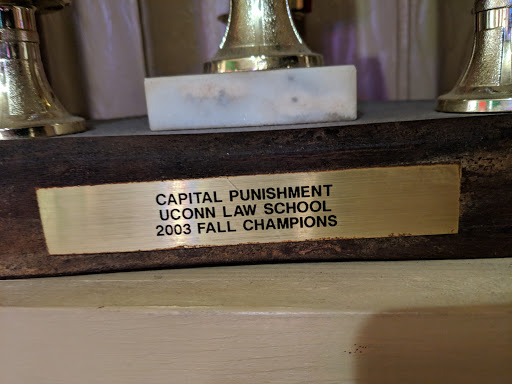 CAPITAL PUNISHMENT
UCONN LAW SCHOOL
2003 FALL CHAMPIONS